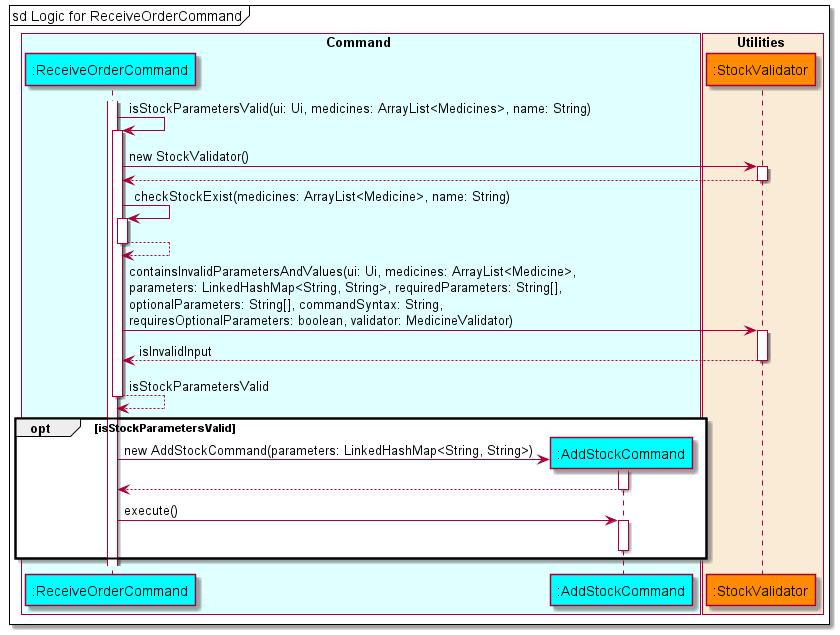 sd Logic for ReceiveOrderCommand
Command
Utilities
:ReceiveOrderCommand
:StockValidator
isStockParametersValid(ui: Ui, medicines: ArrayList<Medicines>, name: String)
new StockValidator()
checkStockExist(medicines: ArrayList<Medicine>, name: String)
containsInvalidParametersAndValues(ui: Ui, medicines: ArrayList<Medicine>,
parameters: LinkedHashMap<String, String>, requiredParameters: String[],
optionalParameters: String[], commandSyntax: String,
requiresOptionalParameters: boolean, validator: MedicineValidator)
isInvalidInput
isStockParametersValid
opt
[isStockParametersValid]
new AddStockCommand(parameters: LinkedHashMap<String, String>)
:AddStockCommand
execute()
:ReceiveOrderCommand
:AddStockCommand
:StockValidator